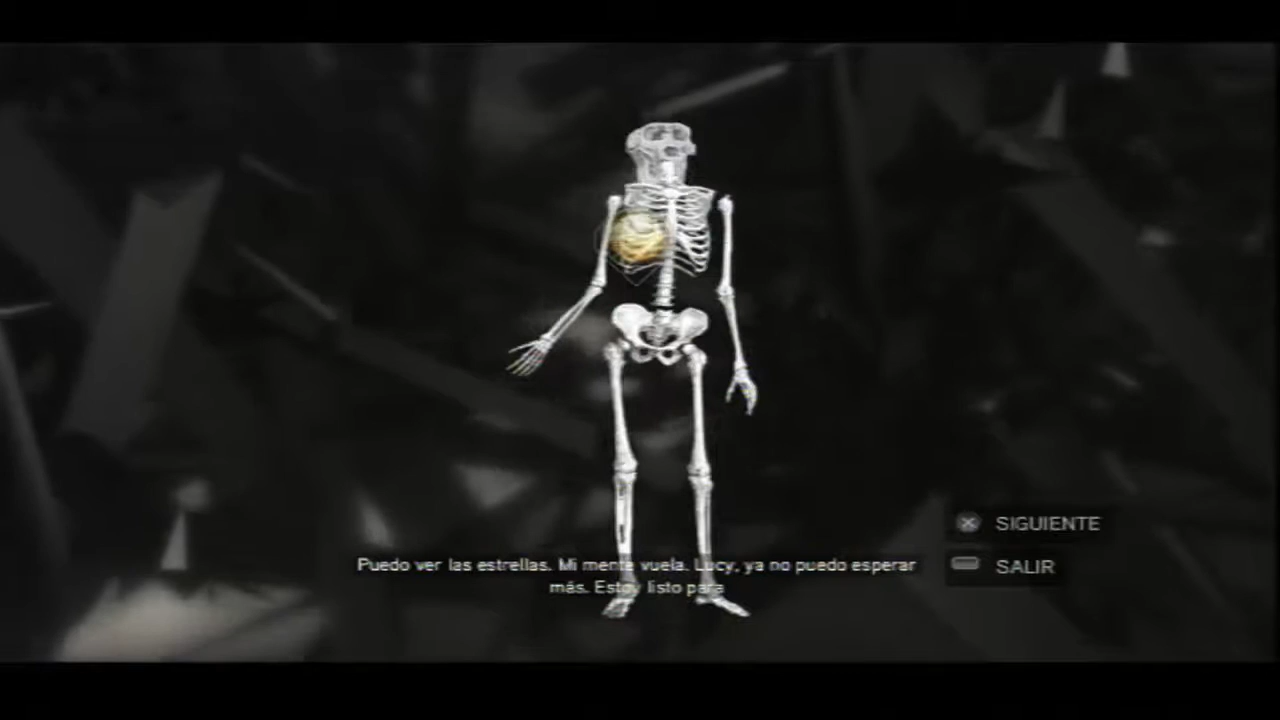 SIGUIENTE
Puedo ver las estrellas. Mi mente vuela. Lucy, ya no puedo esperar
más. Estoy listo para
SALIR